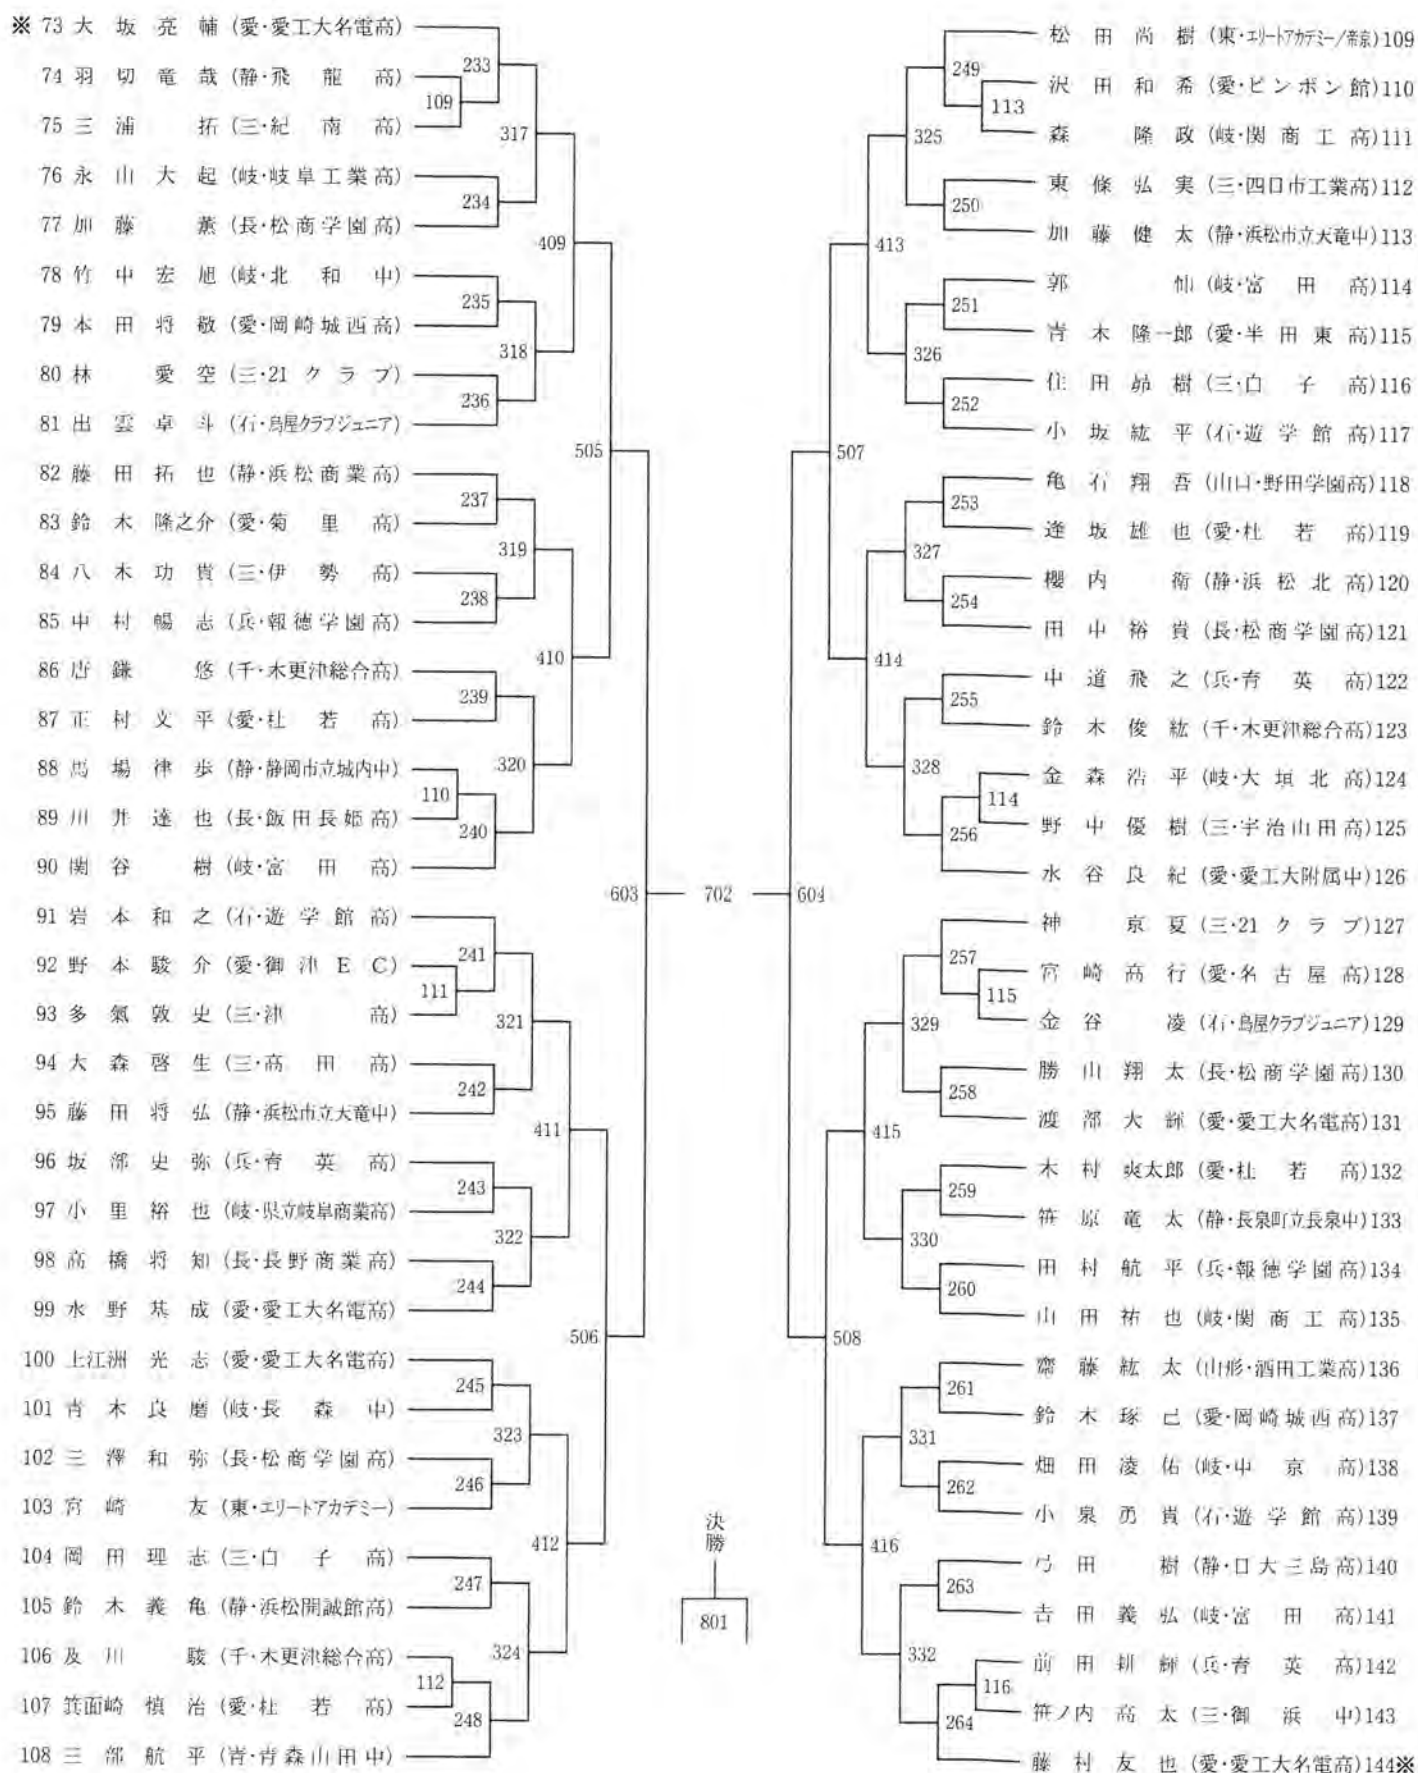 ※ 73 大坂亮輔 (愛・愛工大名電高)
74 羽切竜哉 (静・飛龍高)
75 三浦拓 (三・紀南高)
76 永山大起 (岐・岐阜工業高)
77 加藤薫 (長・松商学園高)
78 竹中宏旭 (岐・北和中)
79 本田将敬 (愛・岡崎城西高)
80 林愛空 (三・21クラブ)
81 出雲卓斗 (石・鳥屋クラブジュニア)
82 藤田拓也 (静・浜松商業高)
83 鈴木隆之介 (愛・菊里高)
84 八木功貴 (三・伊勢高)
85 中村暢志 (兵・報徳学園高)
86 唐鎌悠 (千・木更津総合高)
87 正村文平 (愛・杜若高)
88 馬場律歩 (静・静岡市立城内中)
89 川井達也 (長・飯田長姫高)
90 関谷樹 (岐・富田高)
91 岩本和之 (石・遊学館高)
92 野本駿介 (愛・御津EC)
93 多氣敦史 (三・津高)
94 大森啓生 (三・高田高)
95 藤田将弘 (静・浜松市立天竜中)
96 坂部史弥 (兵・育英高)
97 小里裕也 (岐・県立岐阜商業高)
98 高橋将知 (長・長野商業高)
99 水野基成 (愛・愛工大名電高)
100 上江洲光志 (愛・愛工大名電高)
101 青木良磨 (岐・長森中)
102 三澤和弥 (長・松商学園高)
103 宮崎友 (東・エリートアカデミー)
104 岡田理志 (三・白子高)
105 鈴木義亀 (静・浜松開誠館高)
106 及川駿 (千・木更津総合高)
107 箕面崎慎治 (愛・杜若高)
108 三部航平 (青・青森山田中)
233
109
317
234
409
235
318
236
505
237
319
238
410
239
320
110
240
603
241
111
321
242
411
243
322
244
506
245
323
246
412
247
324
112
248
702
決勝
801
604
249
113
325
250
413
251
326
252
507
253
327
254
414
255
328
114
256
257
115
329
258
415
259
330
260
508
261
331
262
416
263
332
116
264
松田尚樹 (東・エリートアカデミー/帝京) 109
沢田和希 (愛・ピンポン館) 110
森隆政 (岐・関商工高) 111
東條弘実 (三・四日市工業高) 112
加藤健太 (静・浜松市立天竜中) 113
郭仙 (岐・富田高) 114
青木隆一郎 (愛・半田東高) 115
住田昴樹 (三・白子高) 116
小坂紘平 (石・遊学館高) 117
亀石翔吾 (山口・野田学園高) 118
逢坂雄也 (愛・杜若高) 119
櫻内衛 (静・浜松北高) 120
田中裕貴 (長・松商学園高) 121
中道飛之 (兵・育英高) 122
鈴木俊紘 (千・木更津総合高) 123
金森浩平 (岐・大垣北高) 124
野中優樹 (三・宇治山田高) 125
水谷良紀 (愛・愛工大附属中) 126
神京夏 (三・21クラブ) 127
宮崎高行 (愛・名古屋高) 128
金谷凌 (石・鳥屋クラブジュニア) 129
勝山翔太 (長・松商学園高) 130
渡部大輝 (愛・愛工大名電高) 131
木村爽太郎 (愛・杜若高) 132
笹原竜太 (静・長泉町立長泉中) 133
田村航平 (兵・報徳学園高) 134
山田祐也 (岐・関商工高) 135
齋藤紘太 (山形・酒田工業高) 136
鈴木琢己 (愛・岡崎城西高) 137
畑田凌佑 (岐・中京高) 138
小泉勇貴 (石・遊学館高) 139
弓田樹 (静・日大三島高) 140
吉田義弘 (岐・富田高) 141
前田耕輝 (兵・育英高) 142
笹ノ内高太 (三・御浜中) 143
藤村友也 (愛・愛工大名電高) 144※